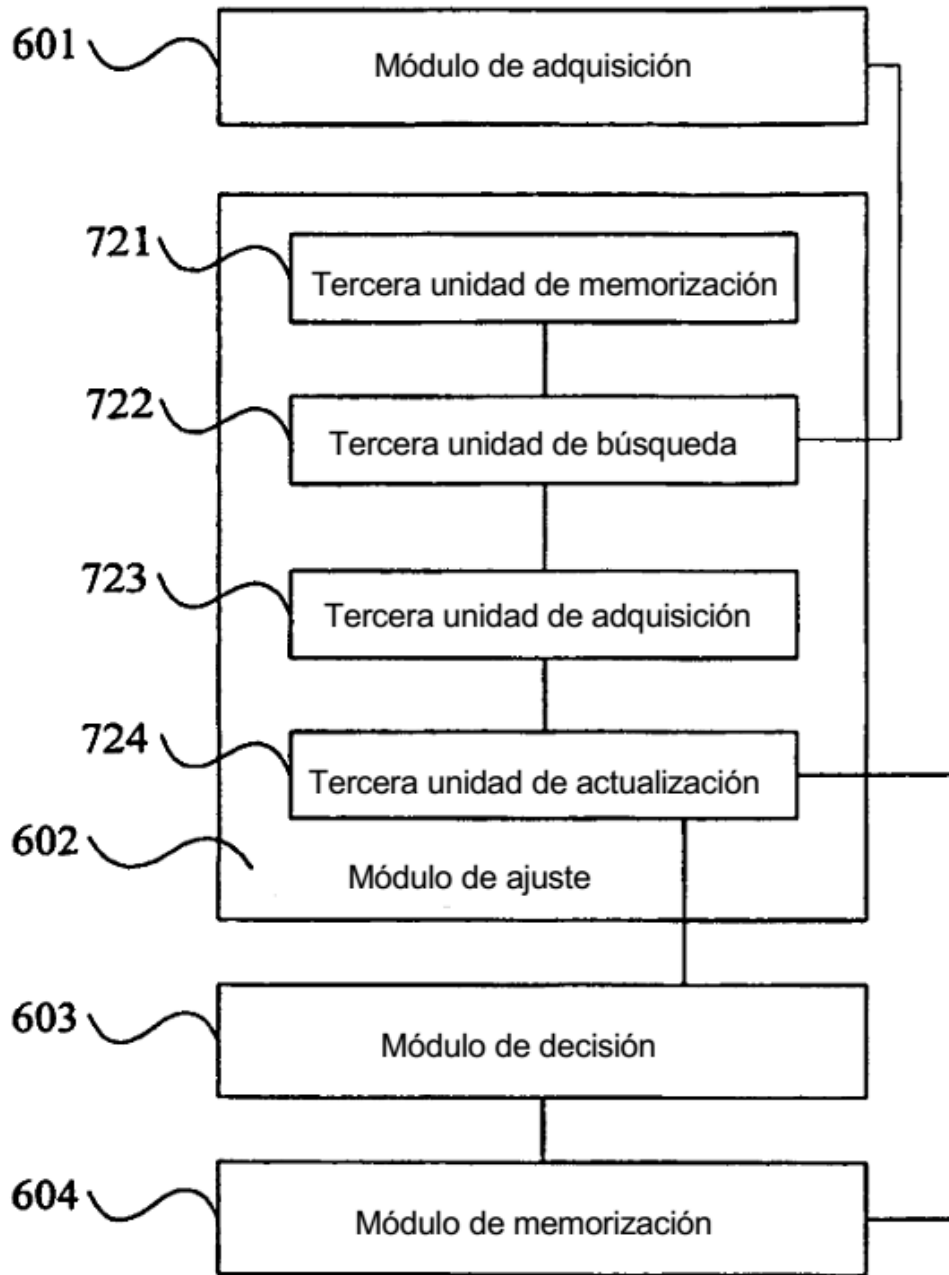 601
Módulo de adquisición
721
Tercera unidad de memorización
722
Tercera unidad de búsqueda
723
Tercera unidad de adquisición
724
Tercera unidad de actualización
602
Módulo de ajuste
603
Módulo de decisión
604
Módulo de memorización